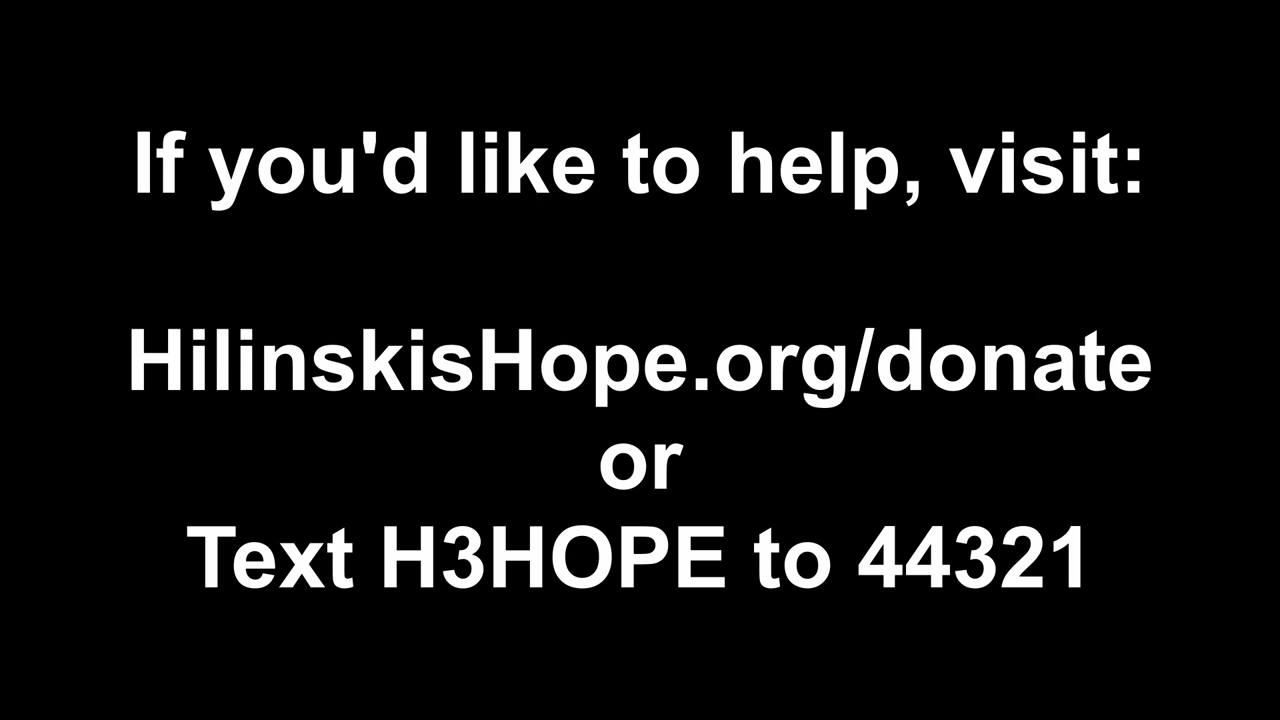 If you'd like to help, visit:
HilinskisHope.org/donate
or
Text H3HOPE to 44321